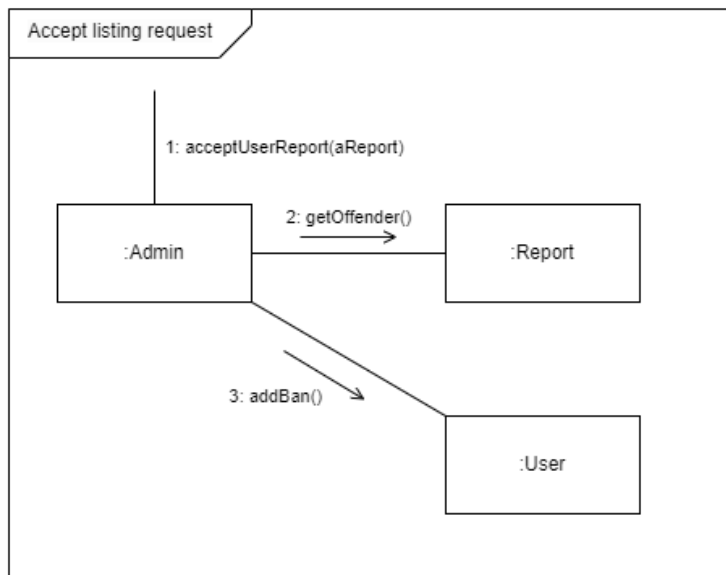 Accept listing request
1: acceptUserReport(aReport)
2: getOffender()
:Admin
:Report
3: addBan()
:User